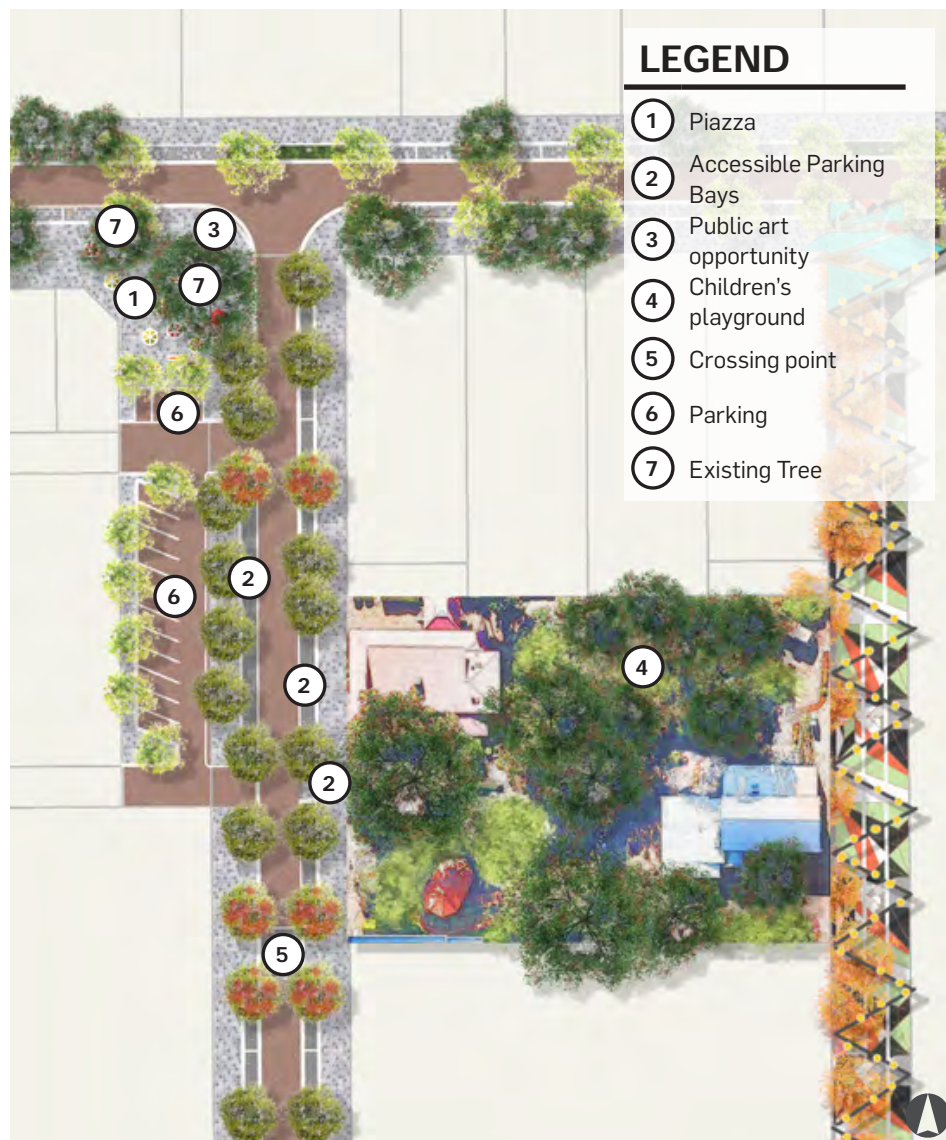 LEGEND
1 Piazza
2 Accessible Parking
Bays
3 Public art
opportunity
4 Children's
playground
5 Crossing point
6 Parking
7 Existing Tree
7
3
7
1
6
2
6
4
2
2
5